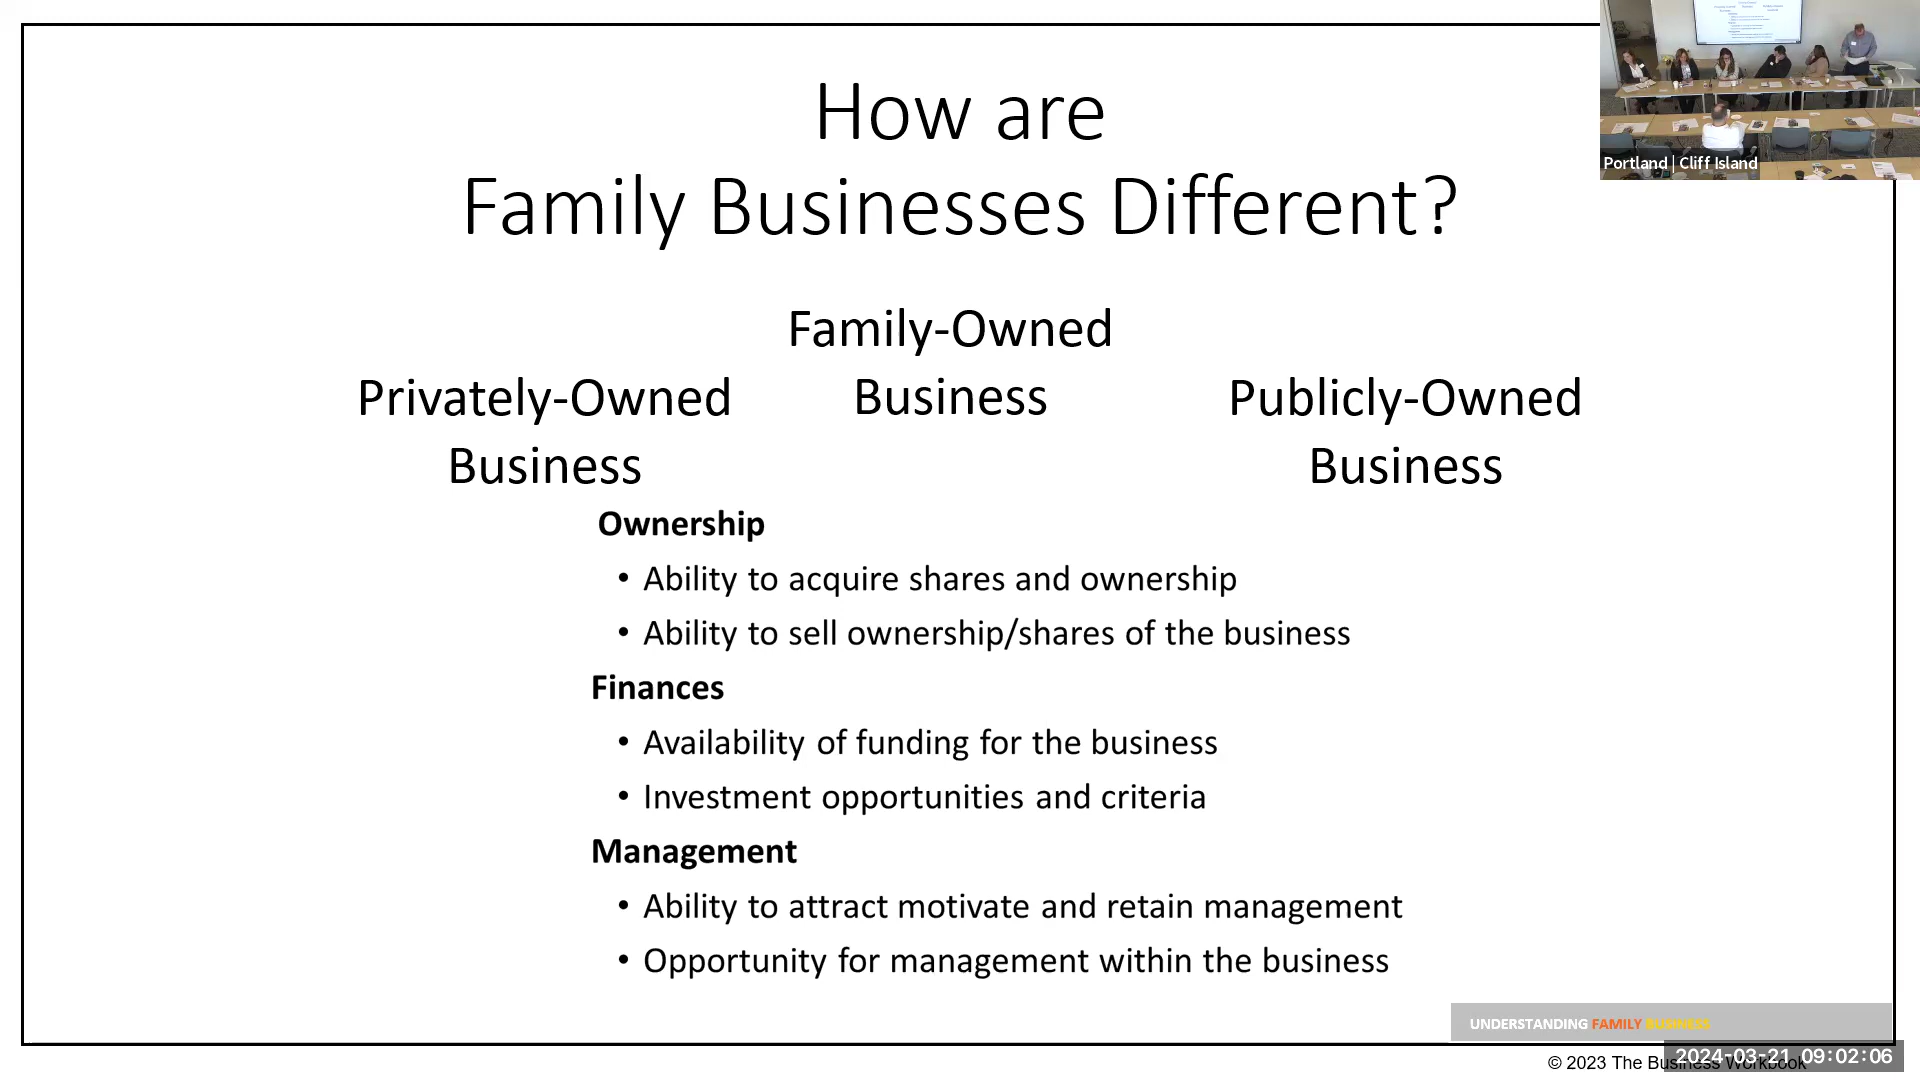 How are
Family Businesses Different?
Family-Owned
Business
Privately-Owned
Business
Publicly-Owned
Business
Ownership
• Ability to acquire shares and ownership
• Ability to sell ownership/shares of the business
Finances
• Availability of funding for the business
• Investment opportunities and criteria
Management
• Ability to attract motivate and retain management
• Opportunity for management within the business
Portland | Cliff Island
UNDERSTANDING FAMILY BUSINESS
© 2023 The Business Workbook
2024-03-21 09:02:06